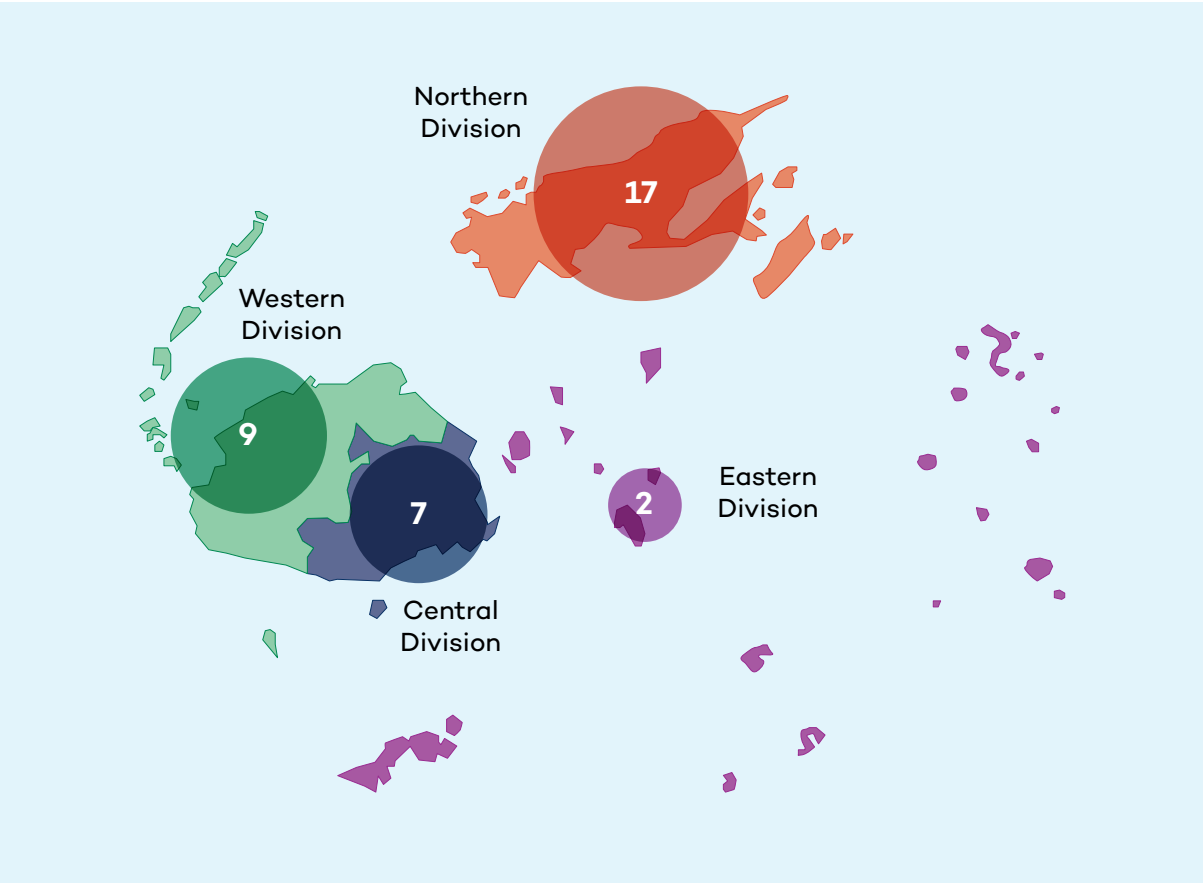 Northern
Division
17
Western
Division
9
7
2
Eastern
Division
Central
Division